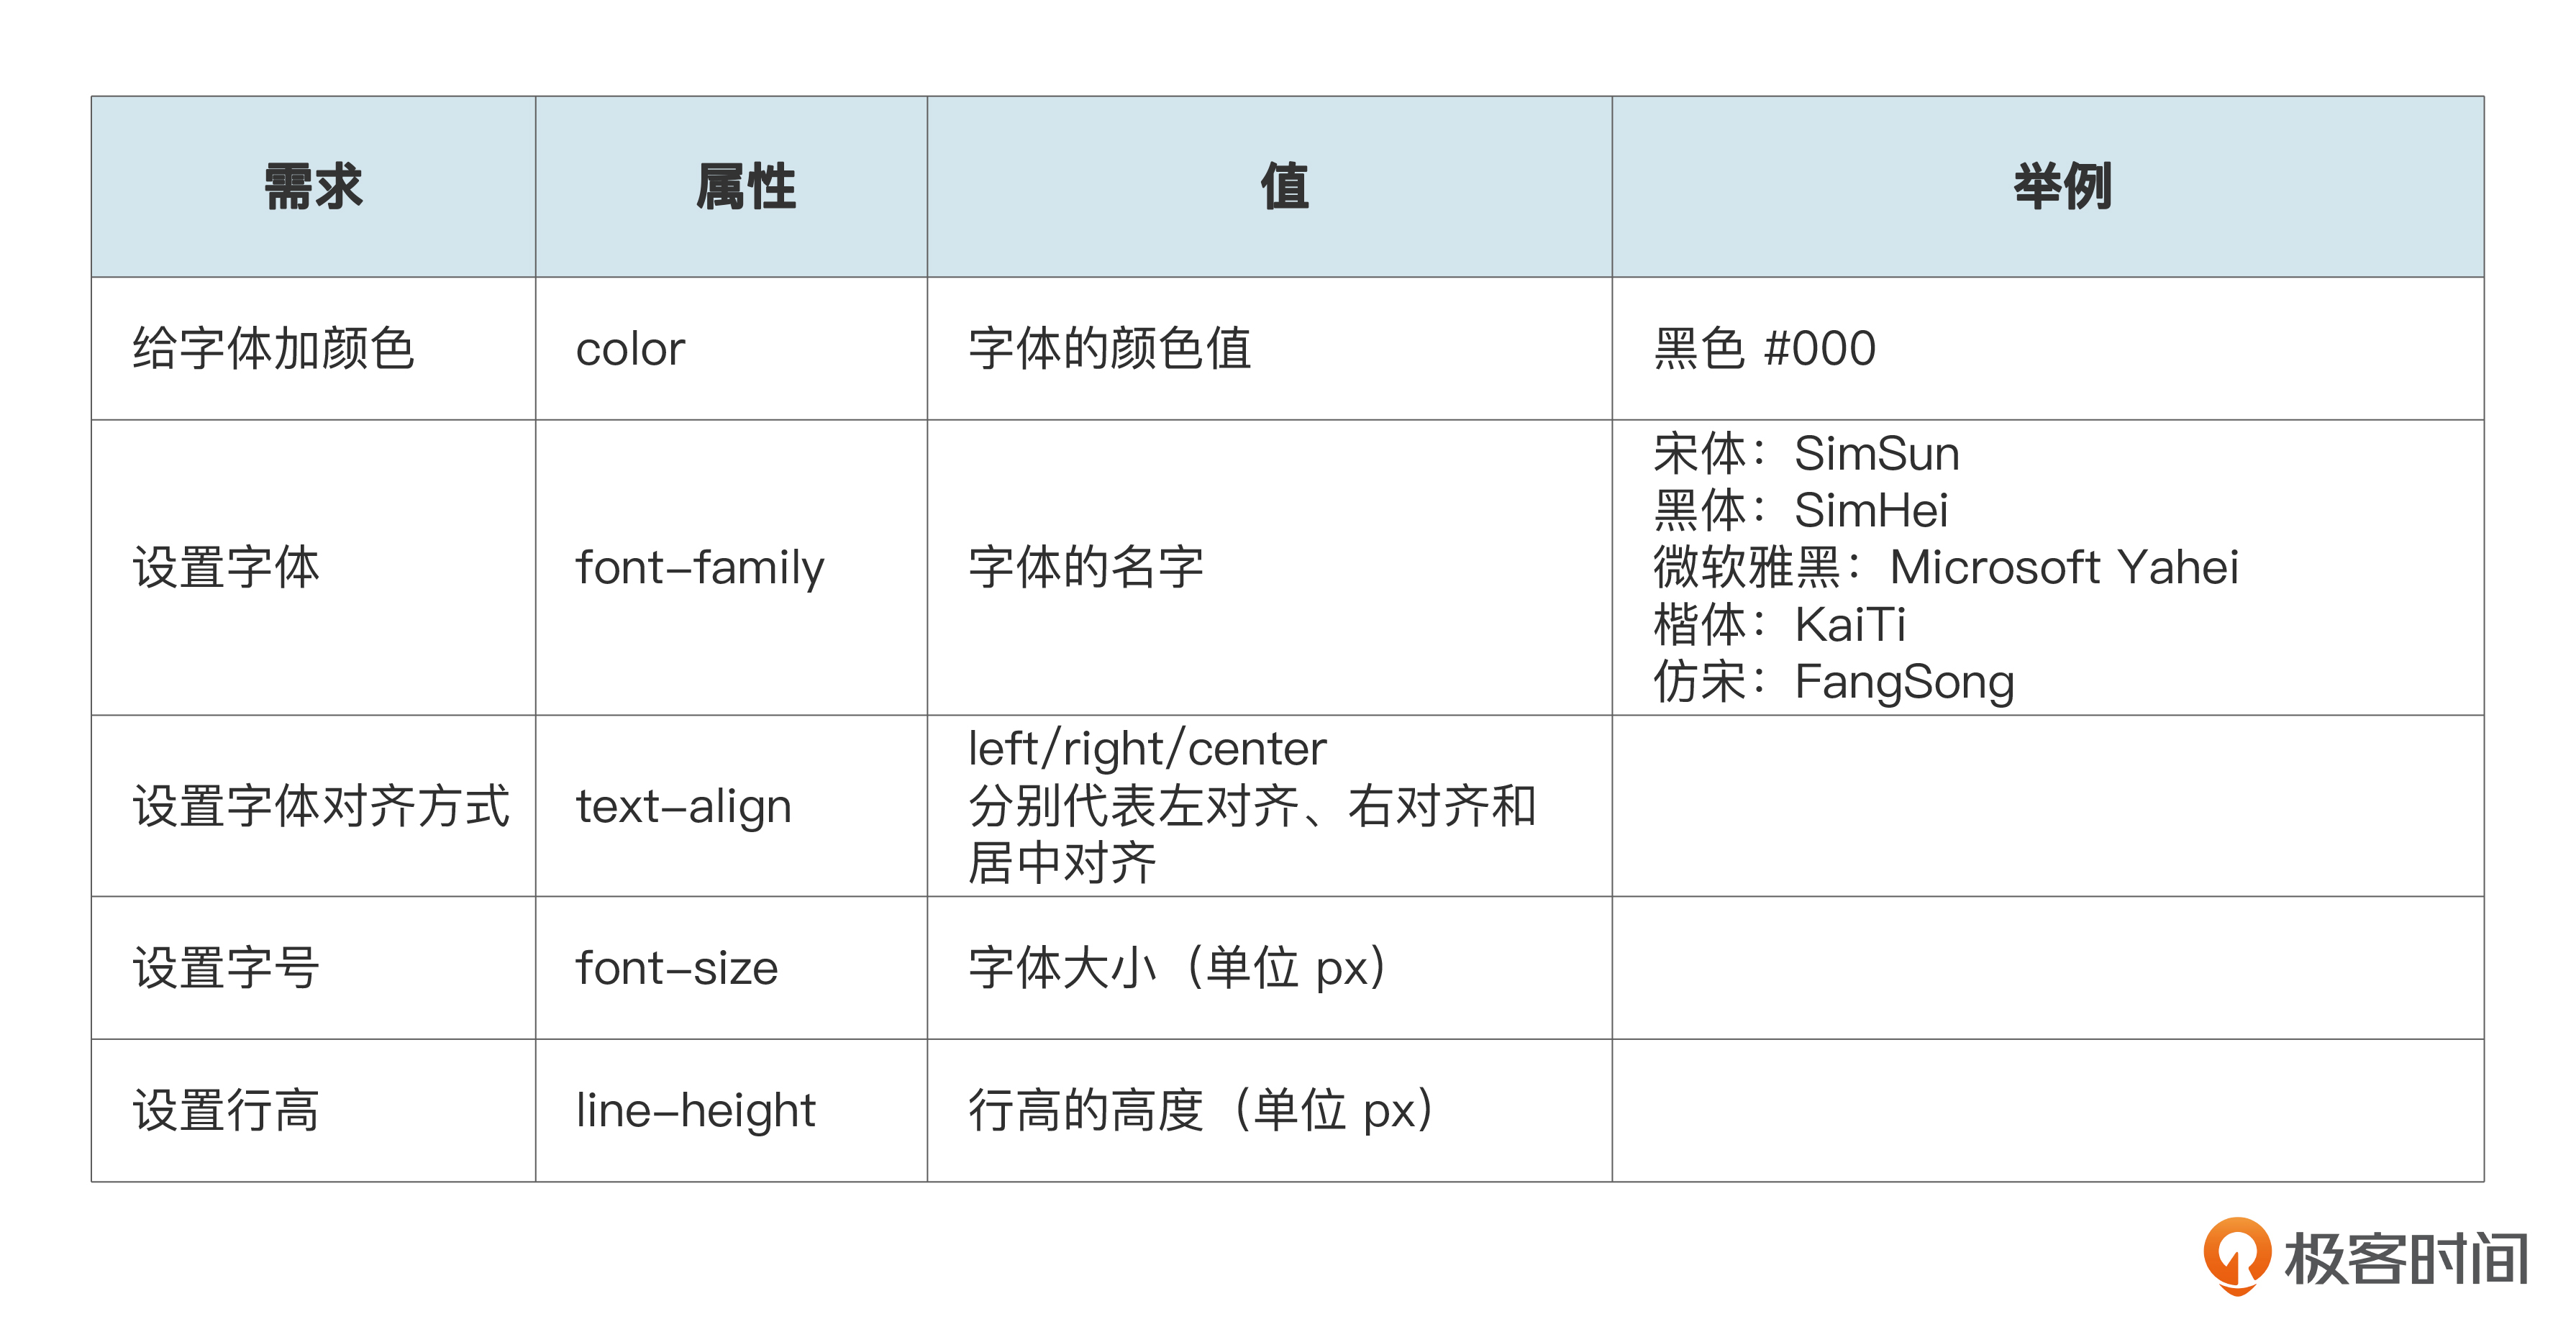 需求 属性 值 举例
给字体加颜色 color 字体的颜色值 黑色 #000
宋体：SimSun
黑体：SimHei
设置字体 font-family 字体的名字 微软雅黑：Microsoft Yahei
楷体：KaiTi
仿宋：FangSong
left/right/center
设置字体对齐方式 text-align 分别代表左对齐、右对齐和
居中对齐
设置字号 font-size 字体大小（单位 px）
设置行高 line-height 行高的高度（单位 px）
极客时间